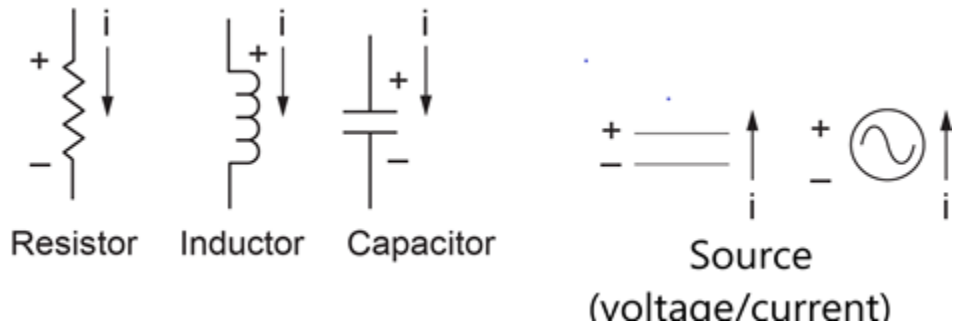 i
+
−
Resistor
i
+
Inductor
i
+
−
Capacitor
+
−
i
+
−
i
Source
(voltage/current)